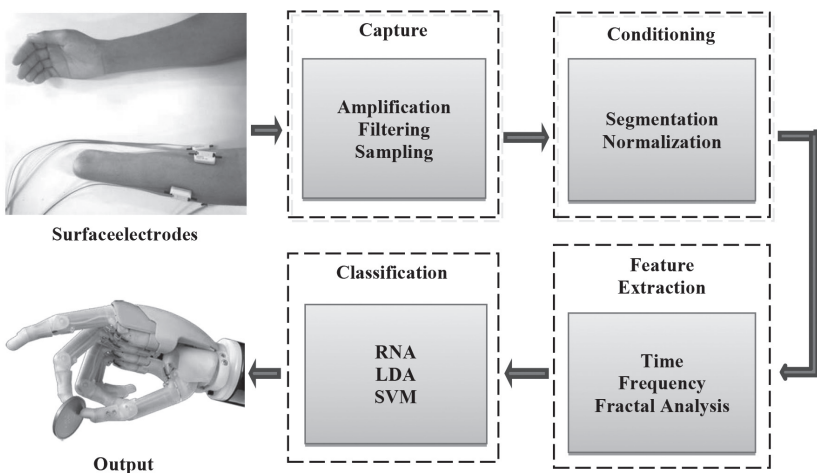 Capture
Amplification
Filtering
Sampling
Conditioning
Segmentation
Normalization
Surfaceelectrodes
Feature
Extraction
Time
Frequency
Fractal Analysis
Classification
RNA
LDA
SVM
Output